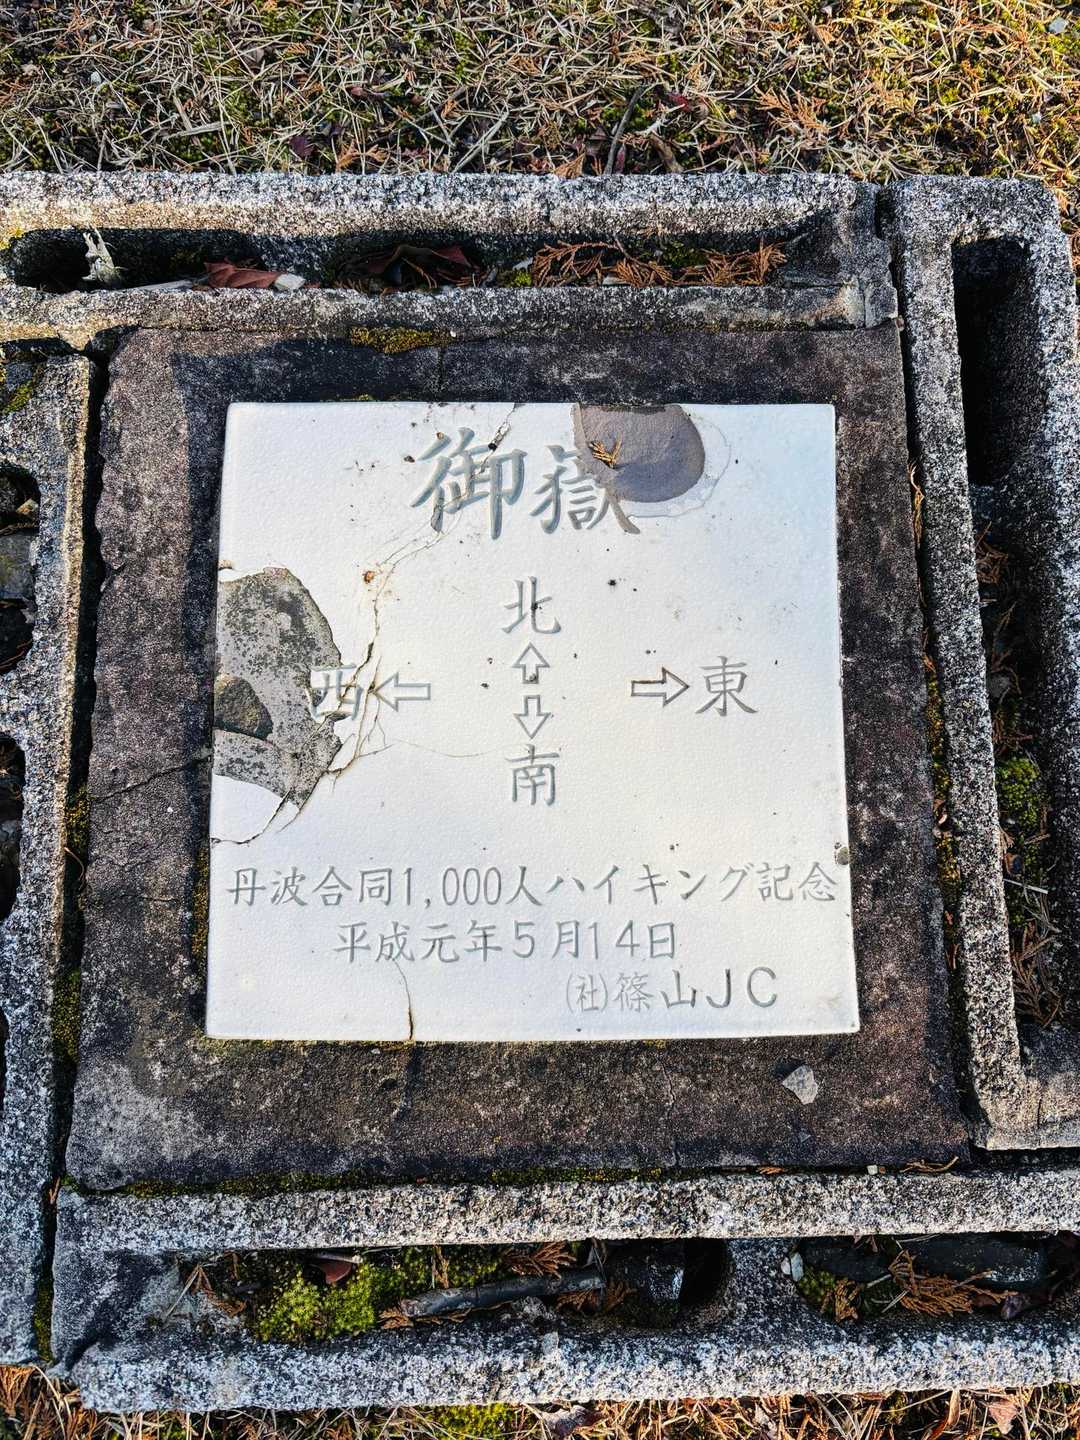 御嶽
北
西 ⇦ ⇧ ⇨ 東
⇩
南
丹波合同1,000人ハイキング記念
平成元年5月14日
㈳篠山JC